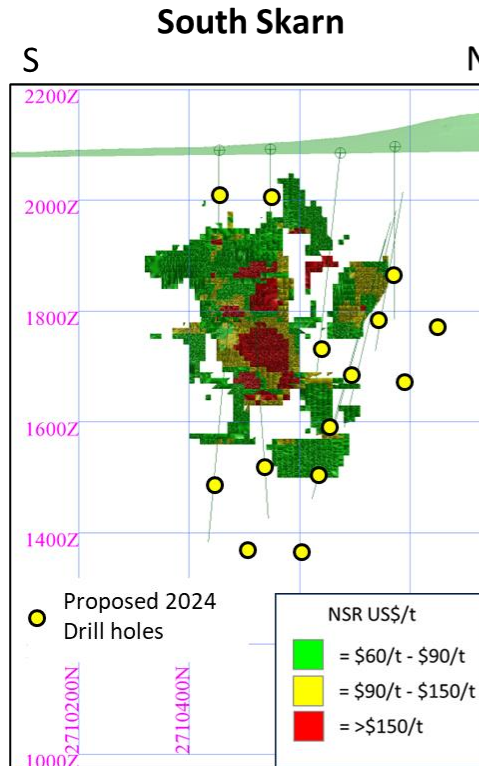 South Skarn
S
N
2200Z
2000Z
1800Z
1600Z
1400Z
Proposed 2024
Drill holes
NSR US$/t
= $60/t - $90/t
= $90/t - $150/t
= >$150/t
2710200N
2710400N
1000Z